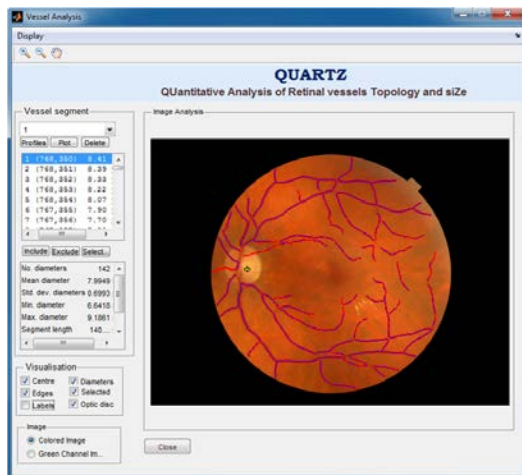 Vessel Analysis
Display
QUARTZ
QUantitative Analysis of Retinal vessels Topology and siZe
Vessel segment
1
Profiles Plot Delete
1 (768,350) 8.41
2 (768,351) 8.39
3 (768,352) 8.33
4 (768,353) 8.22
5 (768,354) 8.07
6 (767,355) 7.90
7 (767,356) 7.70
Include Exclude Select...
No. diameters 142
Mean diameter 7.9949
Std. dev. diameters 0.6993
Min. diameter 6.6418
Max. diameter 9.1861
Segment length 140....
Visualisation
Centre Diameters
Edges Selected
Labels Optic disc
Image
Colored Image
Green Channel Im...
Image Analysis
Close